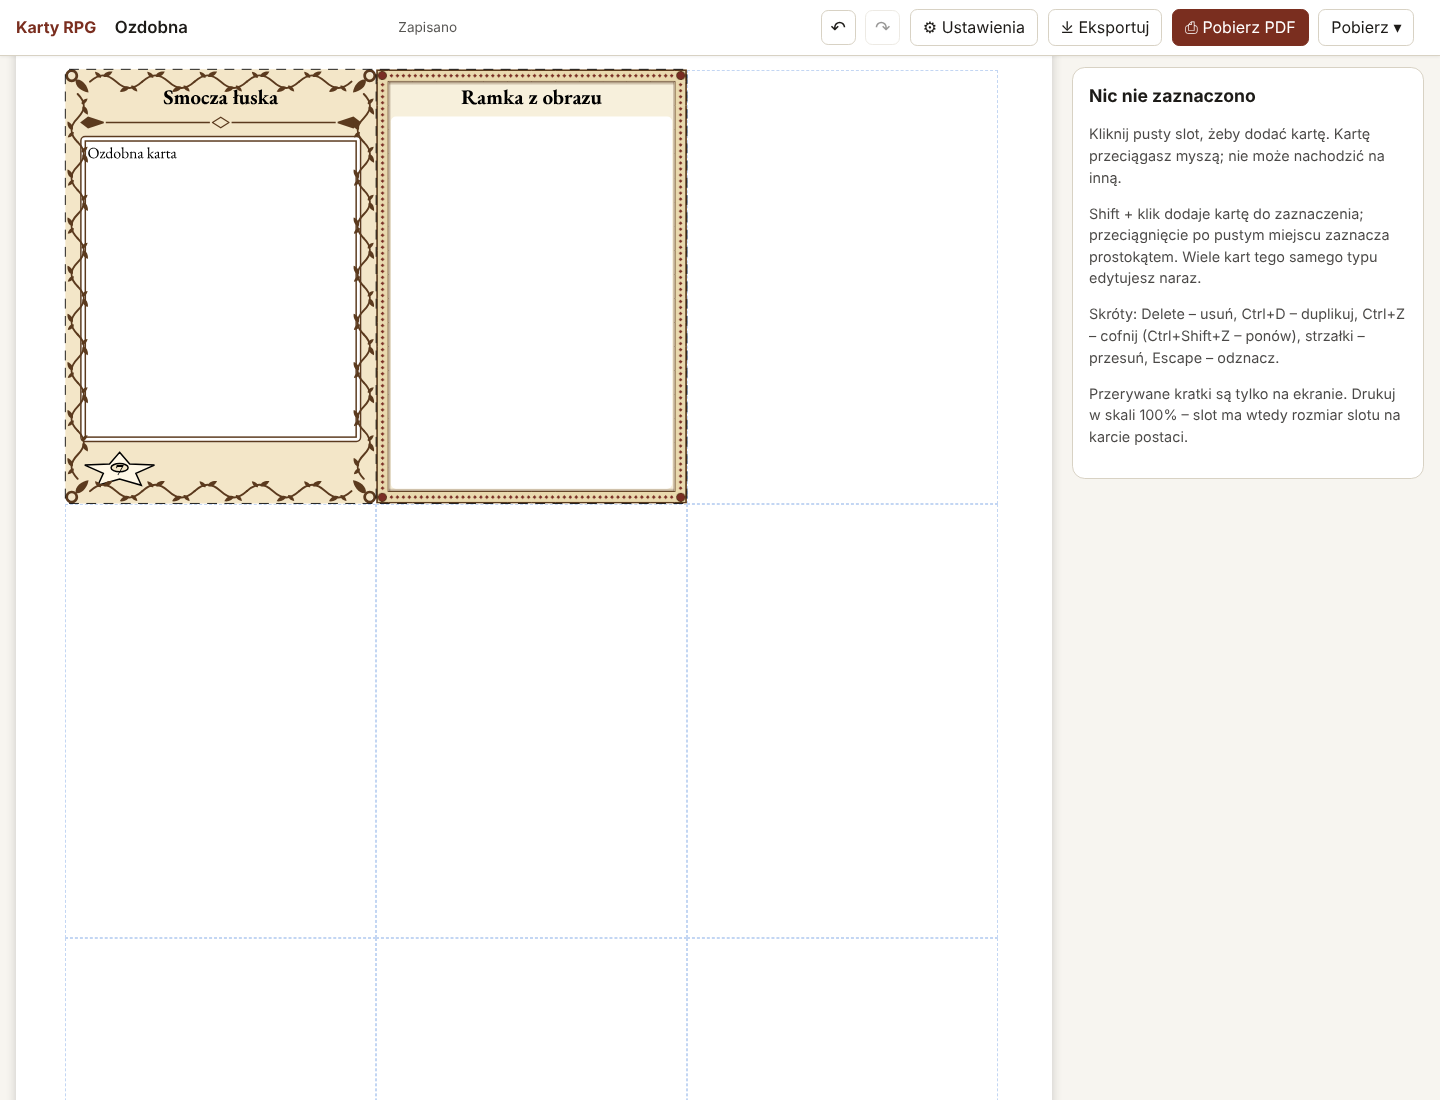 Karty RPG
Ozdobna
Zapisano
↶
↷
⚙ Ustawienia
Eksportuj
⎙ Pobierz PDF
Pobierz ▾
Smocza łuska
Ozdobna karta
7
Ramka z obrazu
Nic nie zaznaczono
Kliknij pusty slot, żeby dodać kartę. Kartę
przeciągasz myszą; nie może nachodzić na
inną.
Shift + klik dodaje kartę do zaznaczenia;
przeciągnięcie po pustym miejscu zaznacza
prostokątem. Wiele kart tego samego typu
edytujesz naraz.
Skróty: Delete – usuń, Ctrl+D – duplikuj, Ctrl+Z
– cofnij (Ctrl+Shift+Z – ponów), strzałki –
przesuń, Escape – odznacz.
Przerywane kratki są tylko na ekranie. Drukuj
w skali 100% – slot ma wtedy rozmiar slotu na
karcie postaci.